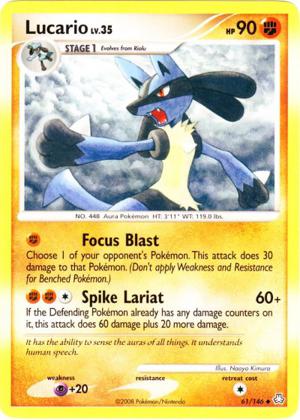 Lucario LV.35
HP 90
STAGE 1 Evolves from Riolu
NO. 448 Aura Pokémon HT: 3'11" WT: 119.0 lbs.
Focus Blast
Choose 1 of your opponent's Pokémon. This attack does 30
damage to that Pokémon. (Don't apply Weakness and Resistance
for Benched Pokémon.)
Spike Lariat 60+
If the Defending Pokémon already has any damage counters on
it, this attack does 60 damage plus 20 more damage.
It has the ability to sense the auras of all things. It understands
human speech.
Illus. Naoyo Kimura
weakness resistance retreat cost
+20
©2008 Pokémon/Nintendo 61/146